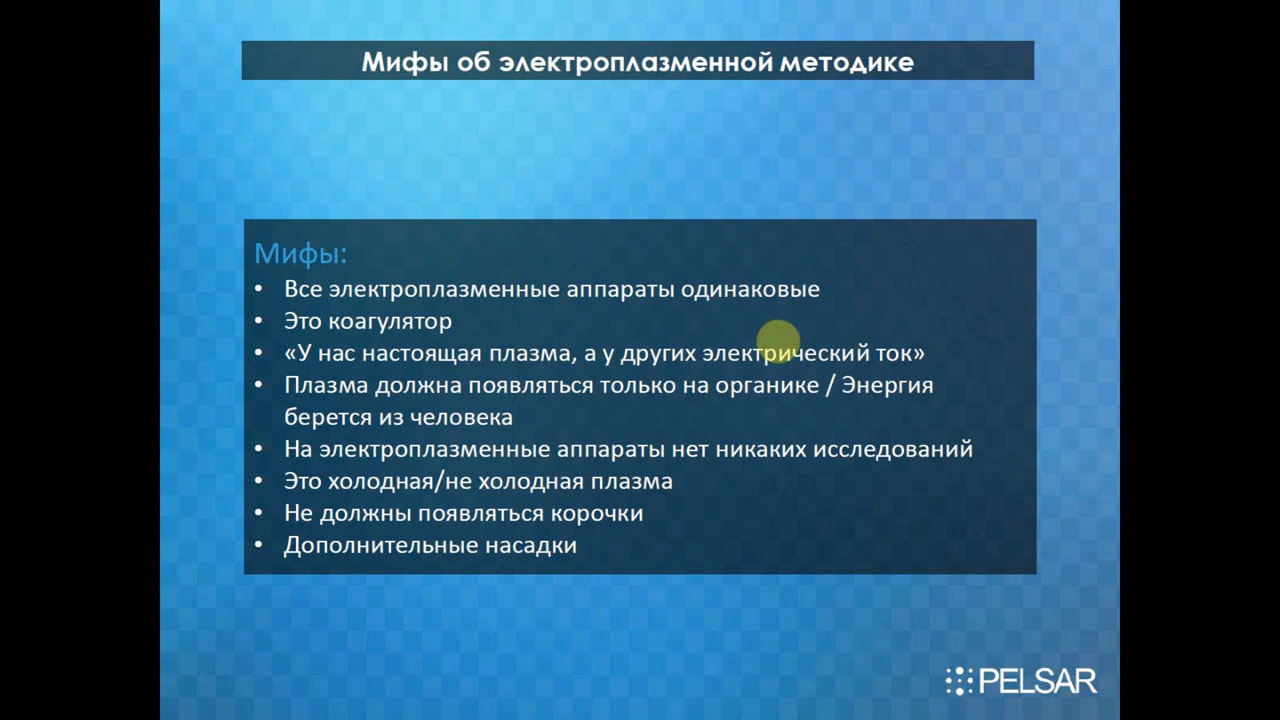 Мифы об электроплазменной методике
Мифы:
• Все электроплазменные аппараты одинаковые
• Это коагулятор
• «У нас настоящая плазма, а у других электрический ток»
• Плазма должна появляться только на органике / Энергия
берется из человека
• На электроплазменные аппараты нет никаких исследований
• Это холодная/не холодная плазма
• Не должны появляться корочки
• Дополнительные насадки
PELSAR